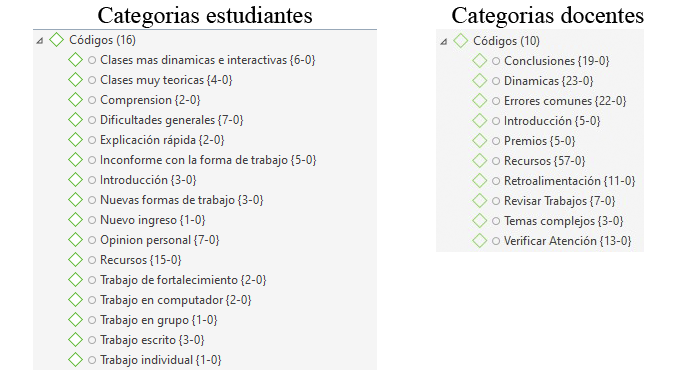 Categorias estudiantes
Códigos (16)
Clases mas dinamicas e interactivas {6-0}
Clases muy teoricas {4-0}
Comprension {2-0}
Dificultades generales {7-0}
Explicación rápida {2-0}
Inconforme con la forma de trabajo {5-0}
Introducción {3-0}
Nuevas formas de trabajo {3-0}
Nuevo ingreso {1-0}
Opinion personal {7-0}
Recursos {15-0}
Trabajo de fortalecimiento {2-0}
Trabajo en computador {2-0}
Trabajo en grupo {1-0}
Trabajo escrito {3-0}
Trabajo individual {1-0}
Categorias docentes
Códigos (10)
Conclusiones {19-0}
Dinamicas {23-0}
Errores comunes {22-0}
Introducción {5-0}
Premios {5-0}
Recursos {57-0}
Retroalimentación {11-0}
Revisar Trabajos {7-0}
Temas complejos {3-0}
Verificar Atención {13-0}